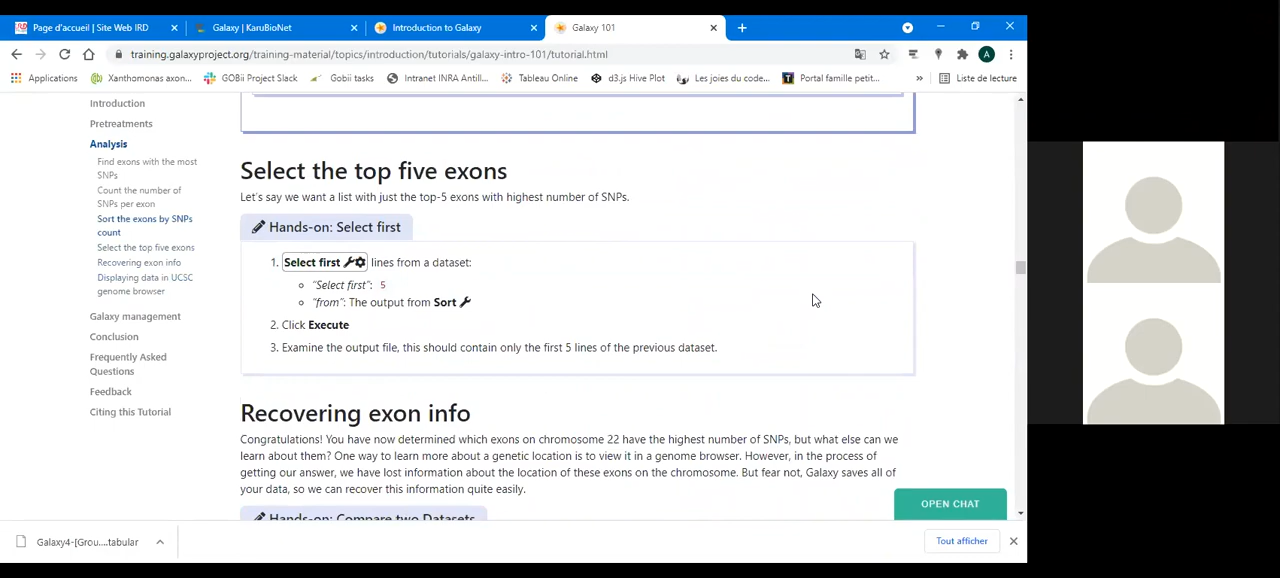 Page d'accueil | Site Web IRD
Galaxy | KaruBioNet
Introduction to Galaxy
Galaxy 101
training.galaxyproject.org/training-material/topics/introduction/tutorials/galaxy-intro-101/tutorial.html
A
Applications
Xanthomonas axon...
GOBii Project Slack
Gobii tasks
Intranet INRA Antill...
Tableau Online
d3.js Hive Plot
Les joies du code...
Portal famille petit...
»
Liste de lecture
Introduction
Pretreatments
Analysis
Find exons with the most
SNPs
Count the number of
SNPs per exon
Sort the exons by SNPs
count
Select the top five exons
Recovering exon info
Displaying data in UCSC
genome browser
Galaxy management
Conclusion
Frequently Asked
Questions
Feedback
Citing this Tutorial
Select the top five exons
Let's say we want a list with just the top-5 exons with highest number of SNPs.
Hands-on: Select first
1. Select first lines from a dataset:
"Select first": 5
"from": The output from Sort
2. Click Execute
3. Examine the output file, this should contain only the first 5 lines of the previous dataset.
Recovering exon info
Congratulations! You have now determined which exons on chromosome 22 have the highest number of SNPs, but what else can we
learn about them? One way to learn more about a genetic location is to view it in a genome browser. However, in the process of
getting our answer, we have lost information about the location of these exons on the chromosome. But fear not, Galaxy saves all of
your data, so we can recover this information quite easily.
Hands-on: Compare two Datasets
OPEN CHAT
Galaxy4-[Grou....tabular
Tout afficher